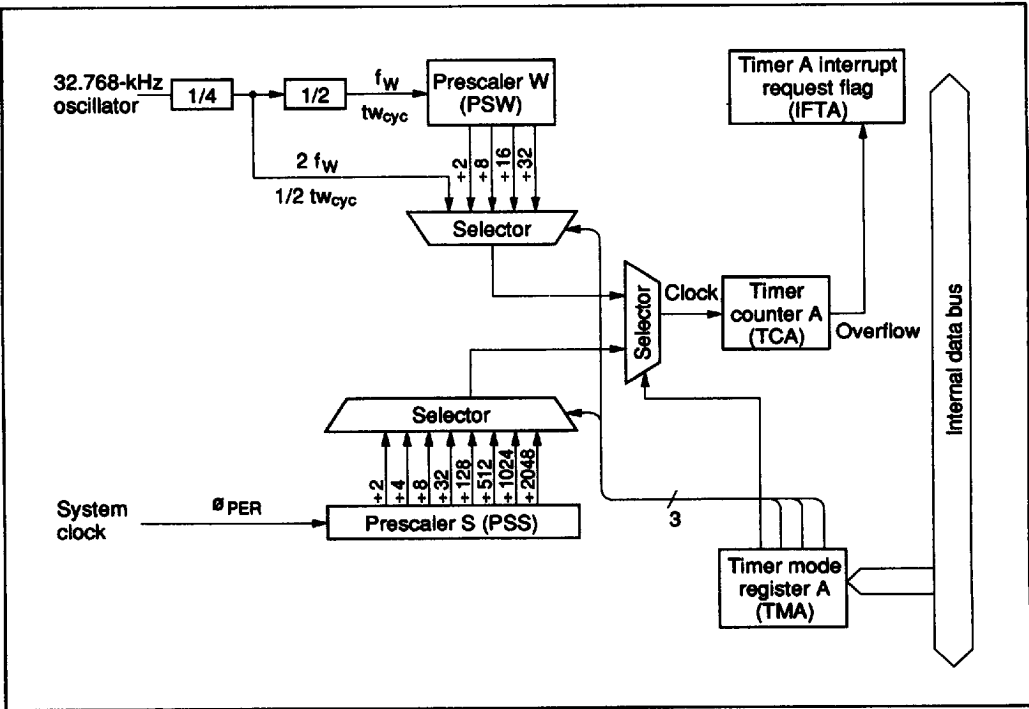 32.768-kHz
oscillator
1/4
1/2
fW
twcyc
Prescaler W
(PSW)
2 fW
1/2 twcyc
÷2
÷8
÷16
÷32
Selector
Timer A interrupt
request flag
(IFTA)
Selector
Clock
Timer
counter A
(TCA)
Overflow
Internal data bus
Selector
÷2
÷4
÷8
÷32
÷128
÷512
÷1024
÷2048
System
clock
øPER
Prescaler S (PSS)
3
Timer mode
register A
(TMA)